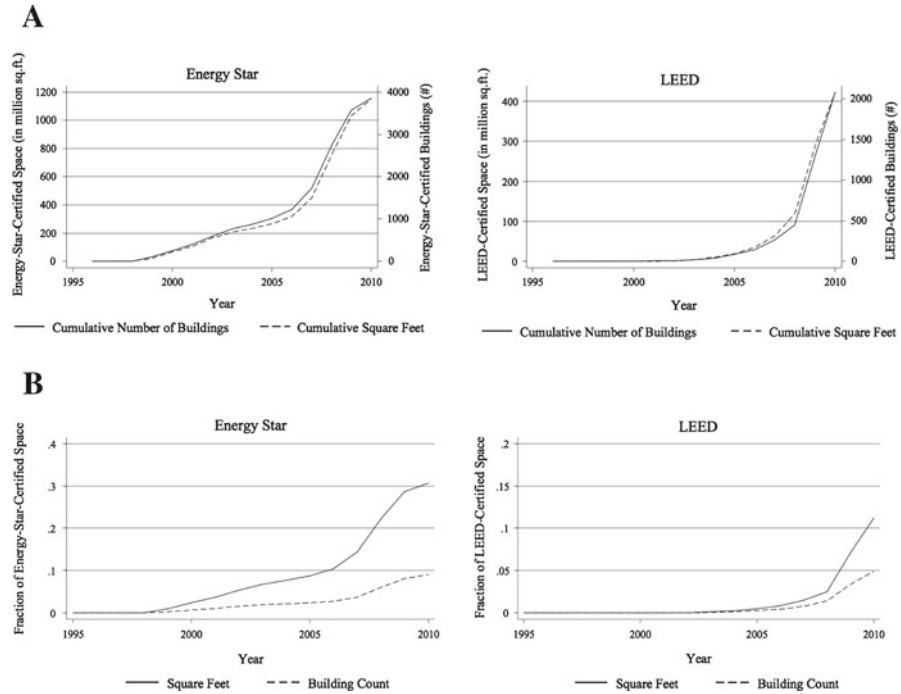 A
Energy Star
Energy-Star-Certified Space (in million sq.ft.)
1200
1000
800
600
400
200
0
4000
3000
2000
1000
0
Energy-Star-Certified Buildings (#)
1995
2000
2005
2010
Year
Cumulative Number of Buildings
Cumulative Square Feet
LEED
LEED-Certified Space (in million sq.ft.)
400
300
200
100
0
2000
1500
1000
500
0
LEED-Certified Buildings (#)
1995
2000
2005
2010
Year
Cumulative Number of Buildings
Cumulative Square Feet
B
Energy Star
Fraction of Energy-Star-Certified Space
.4
.3
.2
.1
0
1995
2000
2005
2010
Year
Square Feet
Building Count
LEED
Fraction of LEED-Certified Space
.2
.15
.1
.05
0
1995
2000
2005
2010
Year
Square Feet
Building Count